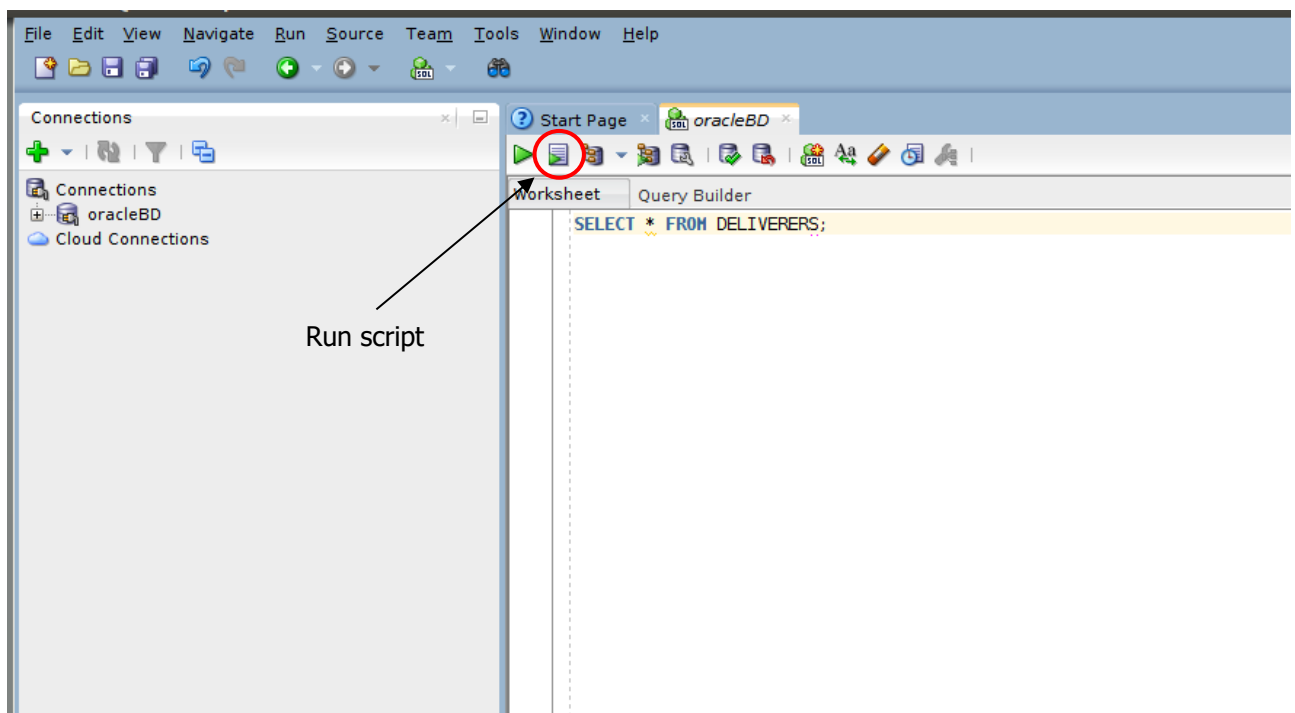 File Edit View Navigate Run Source Team Tools Window Help
Connections
Start Page oracleBD
Worksheet Query Builder
Connections
oracleBD
Cloud Connections
SELECT * FROM DELIVERERS;
Run script